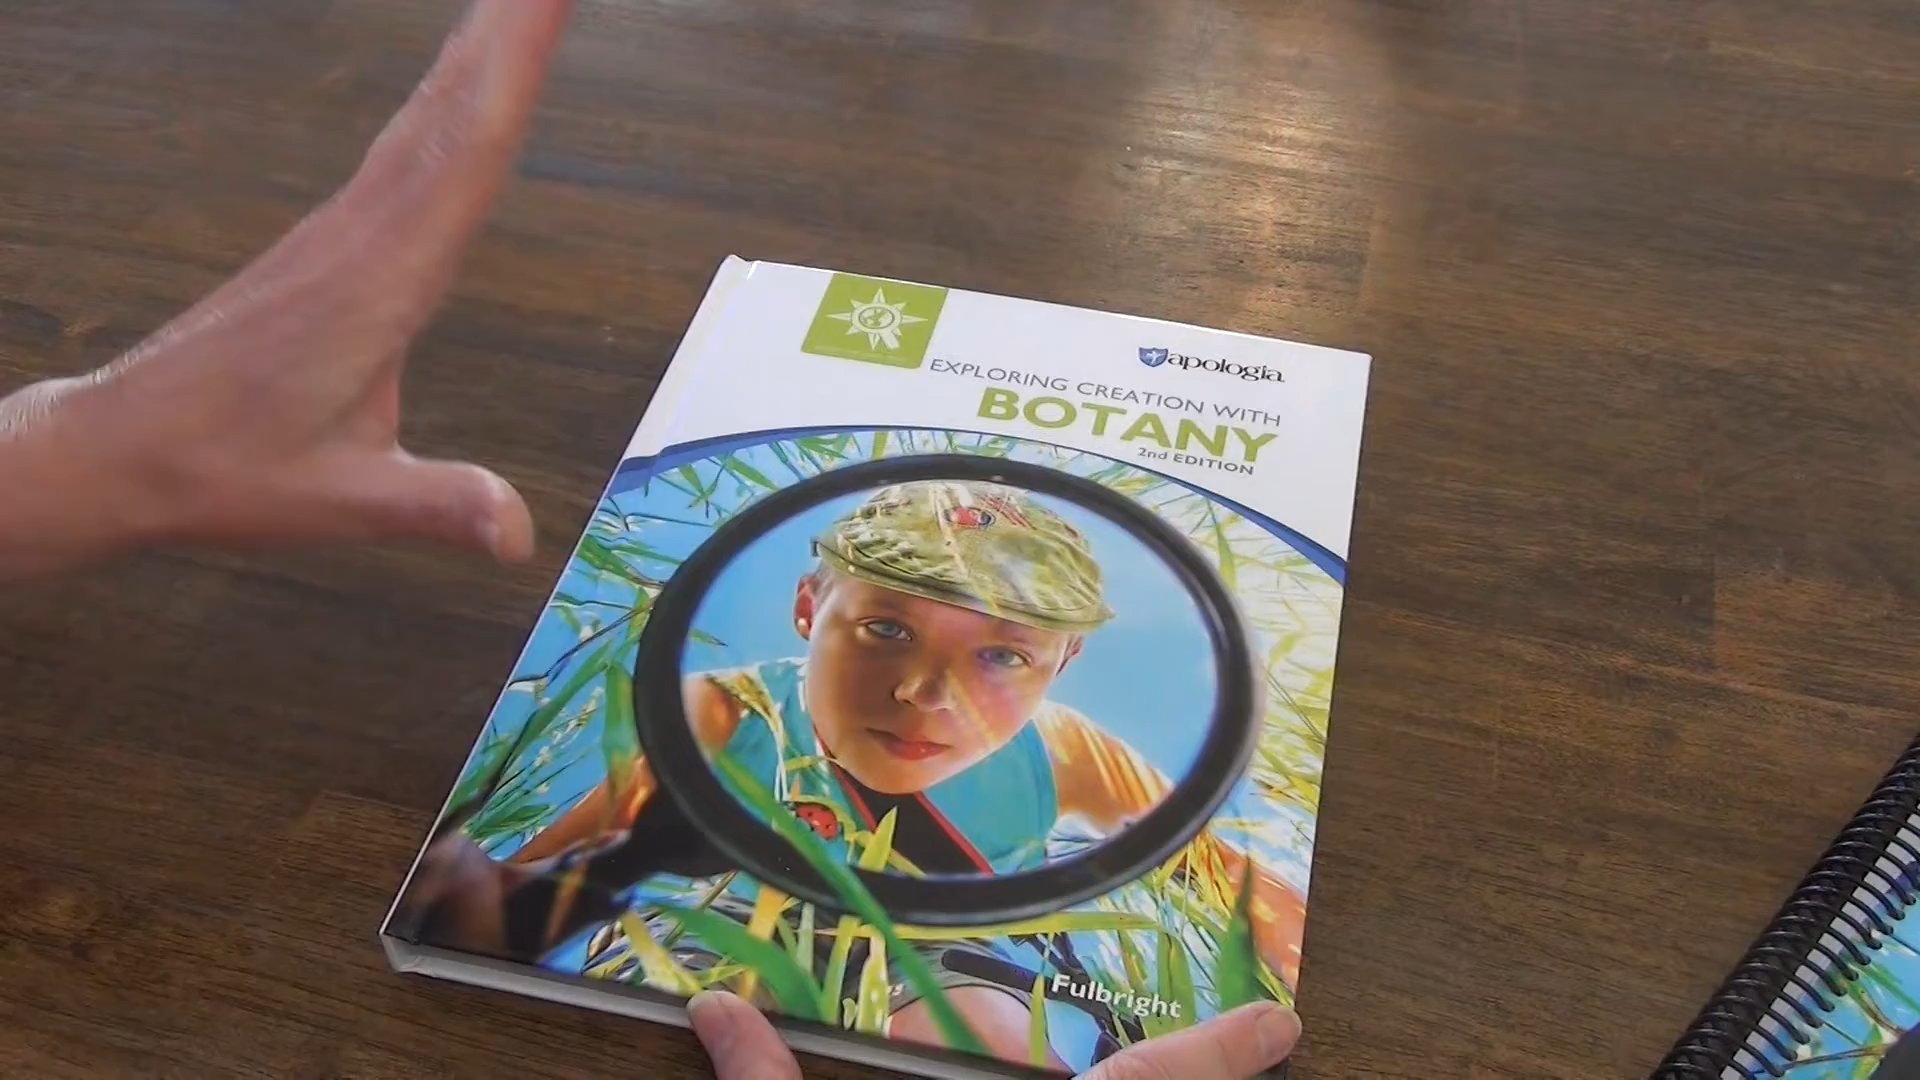 apologia
EXPLORING CREATION WITH
BOTANY
2nd EDITION
Fulbright